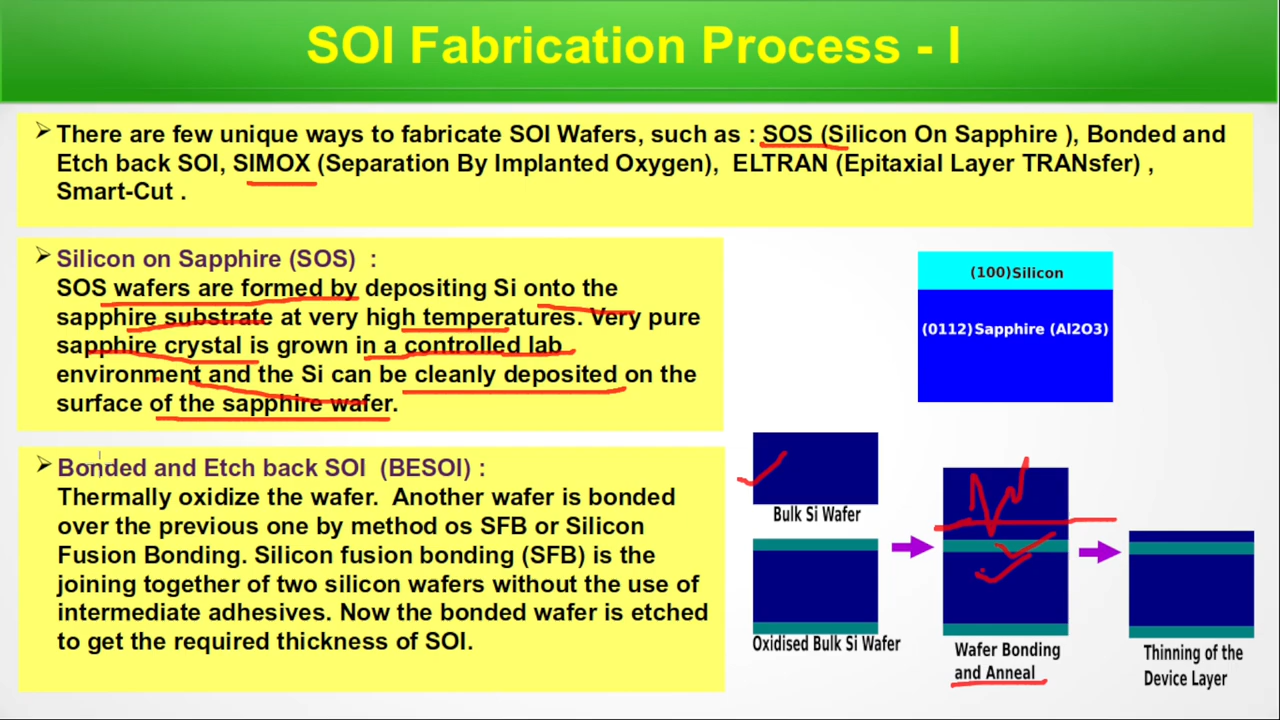 SOI Fabrication Process - I
There are few unique ways to fabricate SOI Wafers, such as : SOS (Silicon On Sapphire ), Bonded and
Etch back SOI, SIMOX (Separation By Implanted Oxygen),  ELTRAN (Epitaxial Layer TRANsfer) ,
Smart-Cut .
Silicon on Sapphire (SOS)  :
SOS wafers are formed by depositing Si onto the
sapphire substrate at very high temperatures. Very pure
sapphire crystal is grown in a controlled lab
environment and the Si can be cleanly deposited on the
surface of the sapphire wafer.
(100)Silicon
(0112)Sapphire (Al2O3)
Bonded and Etch back SOI  (BESOI) :
Thermally oxidize the wafer.  Another wafer is bonded
over the previous one by method os SFB or Silicon
Fusion Bonding. Silicon fusion bonding (SFB) is the
joining together of two silicon wafers without the use of
intermediate adhesives. Now the bonded wafer is etched
to get the required thickness of SOI.
Bulk Si Wafer
Oxidised Bulk Si Wafer
Wafer Bonding
and Anneal
Thinning of the
Device Layer